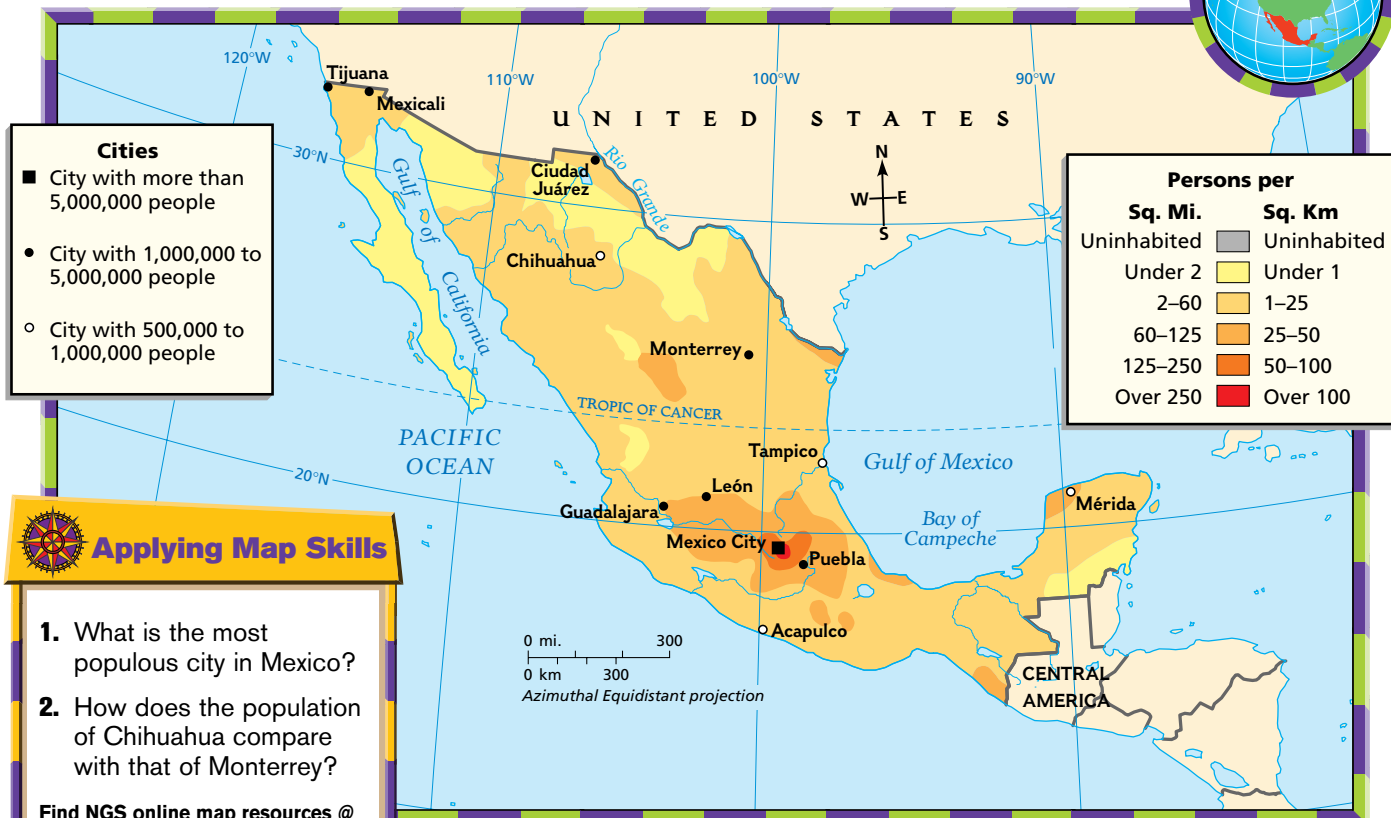 120°W
110°W
100°W
90°W
Tijuana
Mexicali
UNITED STATES
Cities
City with more than
5,000,000 people
City with 1,000,000 to
5,000,000 people
City with 500,000 to
1,000,000 people
30°N
Gulf of California
Ciudad
Juárez
Rio Grande
N
W E
S
Chihuahua
Persons per
Sq. Mi. Sq. Km
Uninhabited Uninhabited
Under 2 Under 1
2–60 1–25
60–125 25–50
125–250 50–100
Over 250 Over 100
Monterrey
TROPIC OF CANCER
PACIFIC
OCEAN
Tampico
Gulf of Mexico
20°N
León
Guadalajara
Mérida
Bay of
Campeche
Mexico City
Puebla
Acapulco
0 mi. 300
0 km 300
Azimuthal Equidistant projection
CENTRAL
AMERICA
Applying Map Skills
1. What is the most
populous city in Mexico?
2. How does the population
of Chihuahua compare
with that of Monterrey?
Find NGS online map resources @